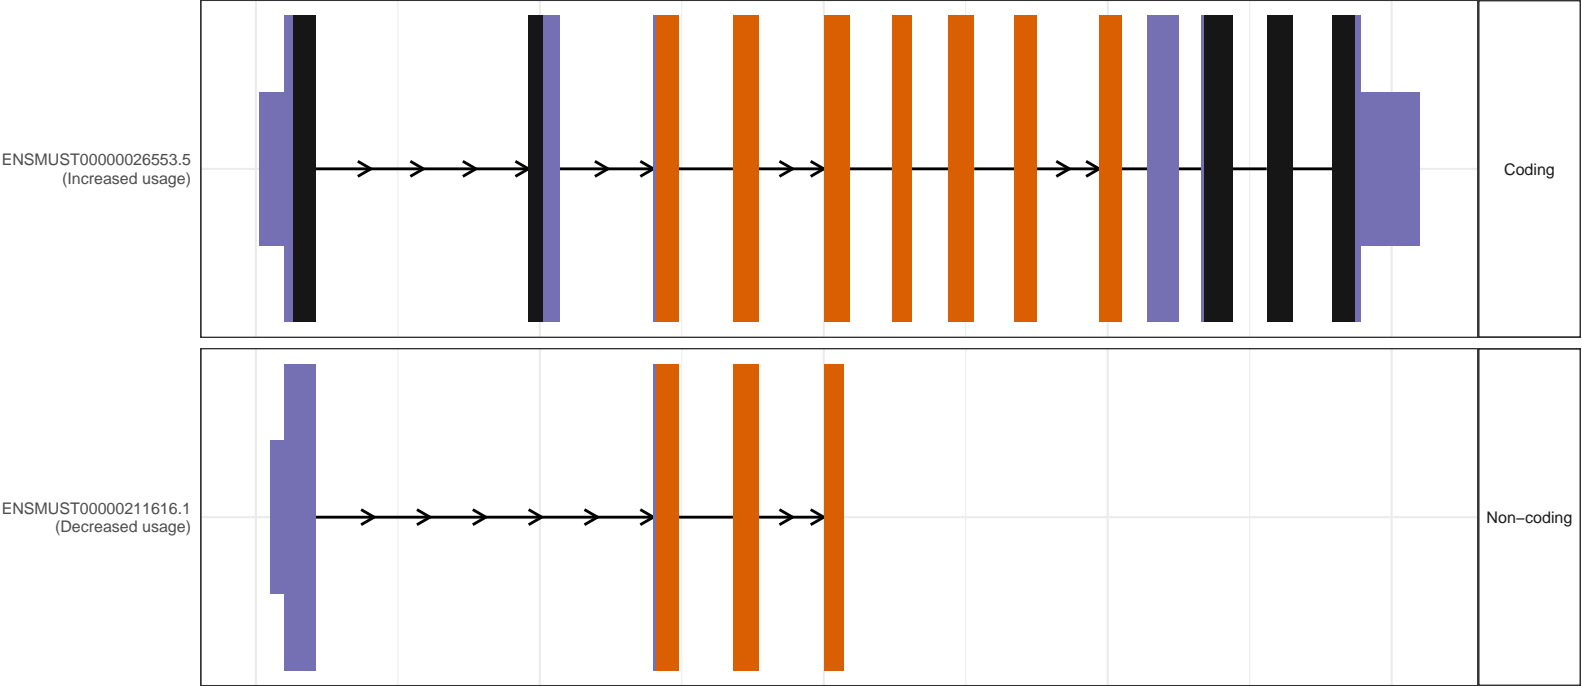 ENSMUST00000026553.5
(Increased usage)
Coding
ENSMUST00000211616.1
(Decreased usage)
Non−coding